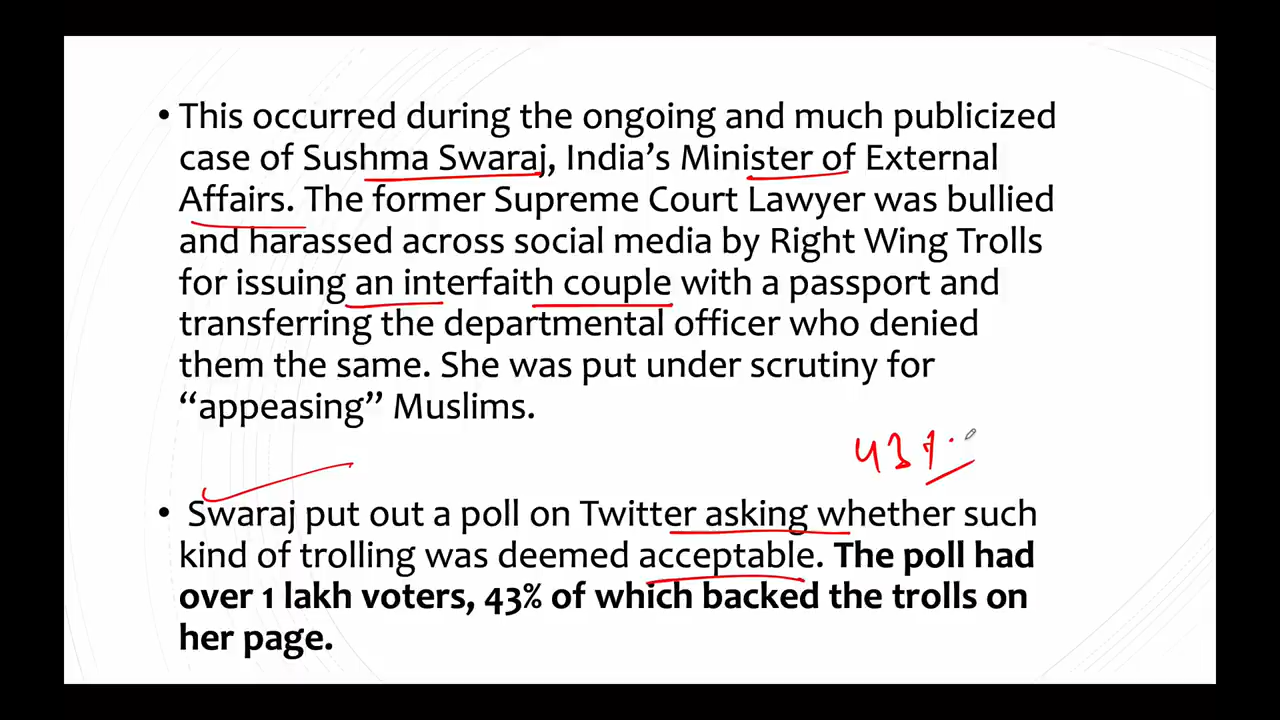 • This occurred during the ongoing and much publicized
case of Sushma Swaraj, India’s Minister of External
Affairs. The former Supreme Court Lawyer was bullied
and harassed across social media by Right Wing Trolls
for issuing an interfaith couple with a passport and
transferring the departmental officer who denied
them the same. She was put under scrutiny for
“appeasing” Muslims.
43%
• Swaraj put out a poll on Twitter asking whether such
kind of trolling was deemed acceptable. The poll had
over 1 lakh voters, 43% of which backed the trolls on
her page.